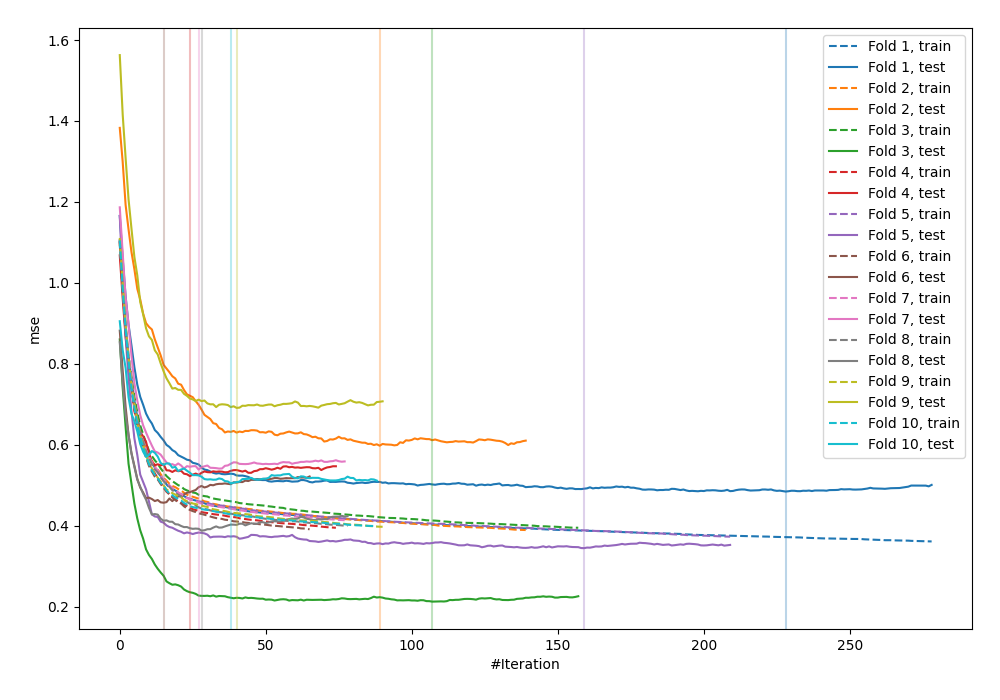 1.6
1.4
1.2
1.0
0.8
0.6
0.4
0.2
mse
0
50
100
150
200
250
#Iteration
Fold 1, train
Fold 1, test
Fold 2, train
Fold 2, test
Fold 3, train
Fold 3, test
Fold 4, train
Fold 4, test
Fold 5, train
Fold 5, test
Fold 6, train
Fold 6, test
Fold 7, train
Fold 7, test
Fold 8, train
Fold 8, test
Fold 9, train
Fold 9, test
Fold 10, train
Fold 10, test